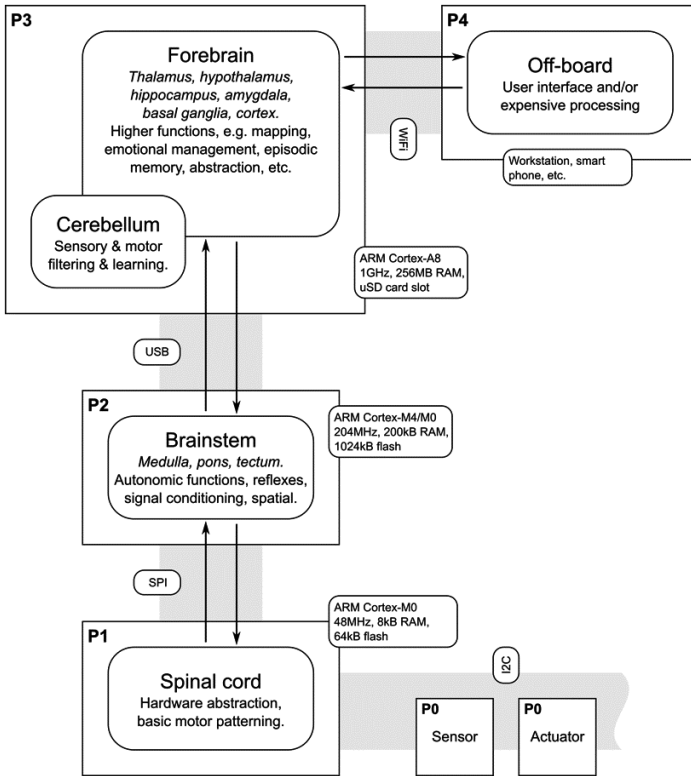 P3
Forebrain
Thalamus, hypothalamus,
hippocampus, amygdala,
basal ganglia, cortex.
Higher functions, e.g. mapping,
emotional management, episodic
memory, abstraction, etc.
Cerebellum
Sensory & motor
filtering & learning.
ARM Cortex-A8
1GHz, 256MB RAM,
uSD card slot
WiFi
P4
Off-board
User interface and/or
expensive processing
Workstation, smart
phone, etc.
USB
P2
Brainstem
Medulla, pons, tectum.
Autonomic functions, reflexes,
signal conditioning, spatial.
ARM Cortex-M4/M0
204MHz, 200kB RAM,
1024kB flash
SPI
P1
Spinal cord
Hardware abstraction,
basic motor patterning.
ARM Cortex-M0
48MHz, 8kB RAM,
64kB flash
I2C
P0
Sensor
P0
Actuator